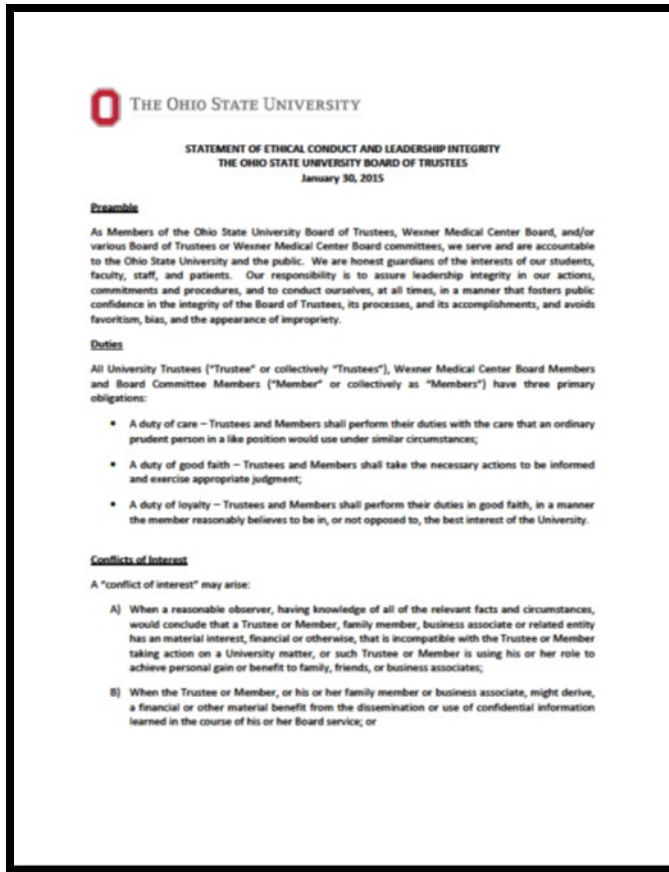 THE OHIO STATE UNIVERSITY
STATEMENT OF ETHICAL CONDUCT AND LEADERSHIP INTEGRITY
THE OHIO STATE UNIVERSITY BOARD OF TRUSTEES
January 30, 2015
Preamble
As Members of the Ohio State University Board of Trustees, Wexner Medical Center Board, and/or
various Board of Trustees or Wexner Medical Center Board committees, we serve and are accountable
to the Ohio State University and the public. We are honest guardians of the interests of our students,
faculty, staff, and patients. Our responsibility is to assure leadership integrity in our actions,
commitments and procedures, and to conduct ourselves, at all times, in a manner that fosters public
confidence in the integrity of the Board of Trustees, its processes, and its accomplishments, and avoids
favoritism, bias, and the appearance of impropriety.
Duties
All University Trustees ("Trustee" or collectively "Trustees"), Wexner Medical Center Board Members
and Board Committee Members ("Member" or collectively as "Members") have three primary
obligations:
• A duty of care – Trustees and Members shall perform their duties with the care that an ordinary
prudent person in a like position would use under similar circumstances;
• A duty of good faith – Trustees and Members shall take the necessary actions to be informed
and exercise appropriate judgment;
• A duty of loyalty – Trustees and Members shall perform their duties in good faith, in a manner
the member reasonably believes to be in, or not opposed to, the best interest of the University.
Conflicts of Interest
A "conflict of interest" may arise:
A) When a reasonable observer, having knowledge of all of the relevant facts and circumstances,
would conclude that a Trustee or Member, family member, business associate or related entity
has an material interest, financial or otherwise, that is incompatible with the Trustee or Member
taking action on a University matter, or such Trustee or Member is using his or her role to
achieve personal gain or benefit to family, friends, or business associates;
B) When the Trustee or Member, or his or her family member or business associate, might derive,
a financial or other material benefit from the dissemination or use of confidential information
learned in the course of his or her Board service; or